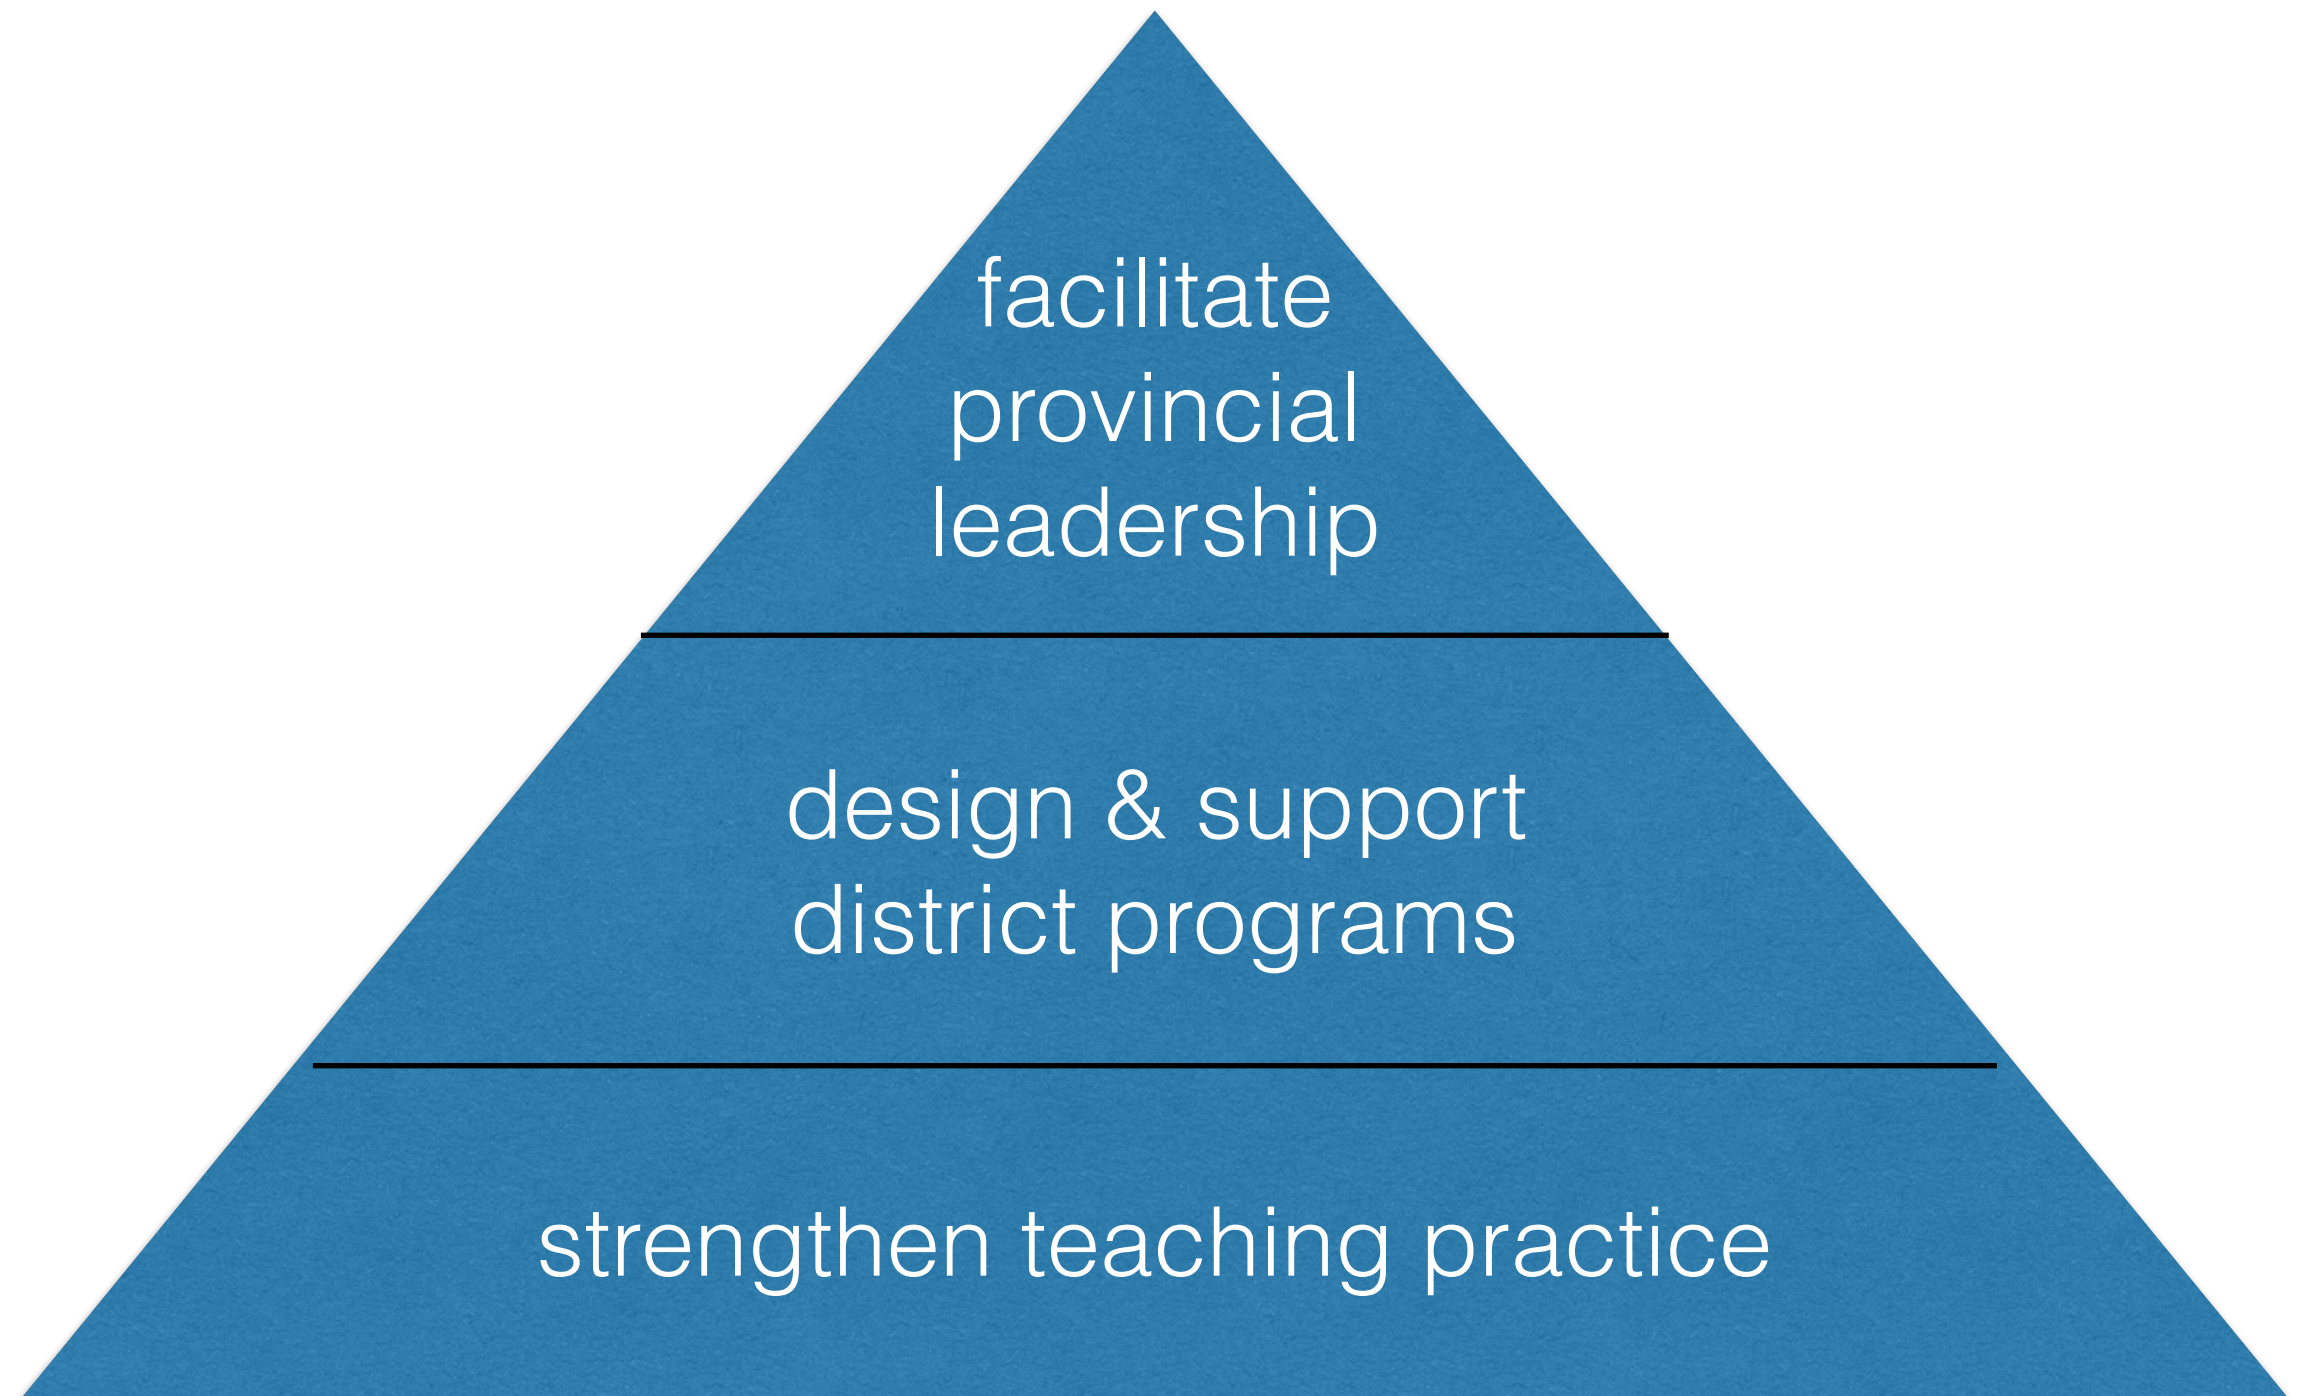 facilitate
provincial
leadership
design & support
district programs
strengthen teaching practice